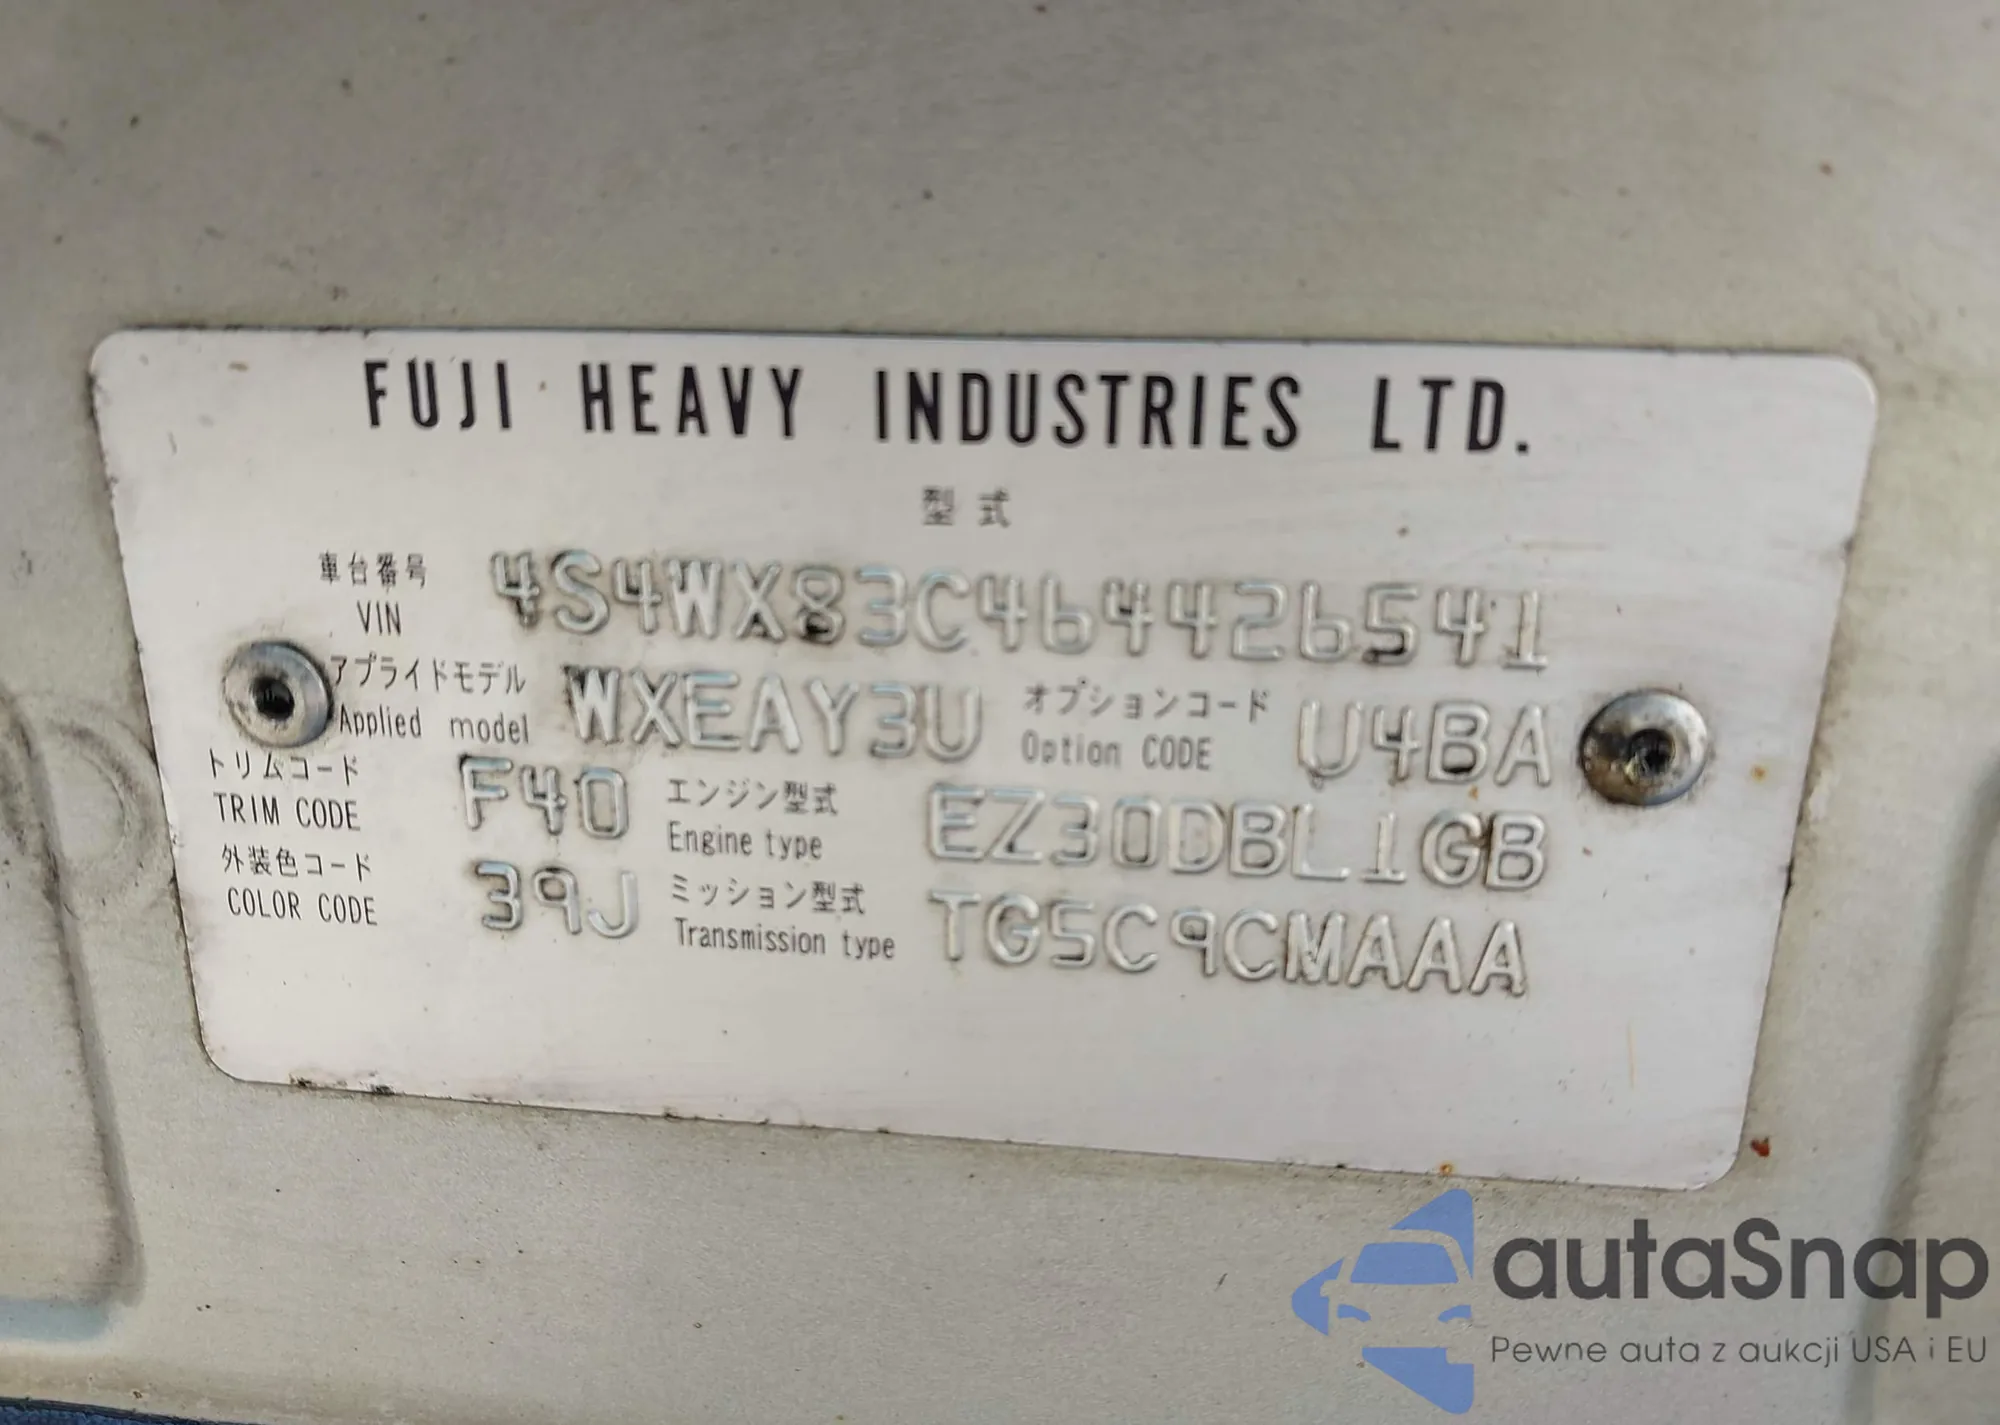 FUJI HEAVY INDUSTRIES LTD.
型式
車台番号
VIN 4S4WX83C464426541
アプライドモデル
Applied model WXEAY3U
オプションコード
Option CODE U4BA
トリムコード
TRIM CODE F40
エンジン型式
Engine type EZ30DBL1GB
外装色コード
COLOR CODE 39J
ミッション型式
Transmission type TG5C9CMAAA
autaSnap
Pewne auta z aukcji USA i EU